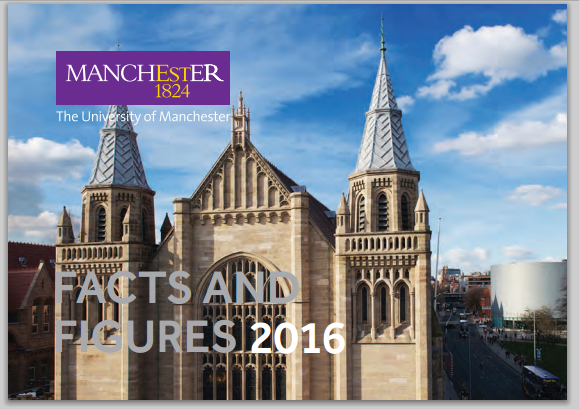 MANCHESTER
1824
The University of Manchester
FACTS AND
FIGURES 2016